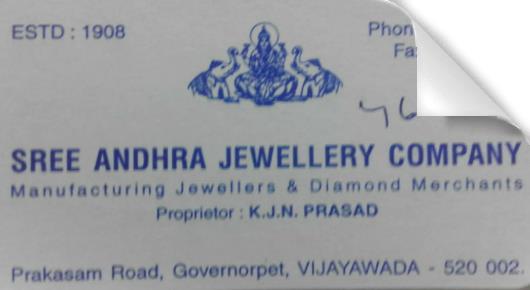 ESTD : 1908
Phon
Fa
SREE ANDHRA JEWELLERY COMPANY
Manufacturing Jewellers & Diamond Merchants
Proprietor : K.J.N. PRASAD
Prakasam Road, Governorpet, VIJAYAWADA - 520 002.